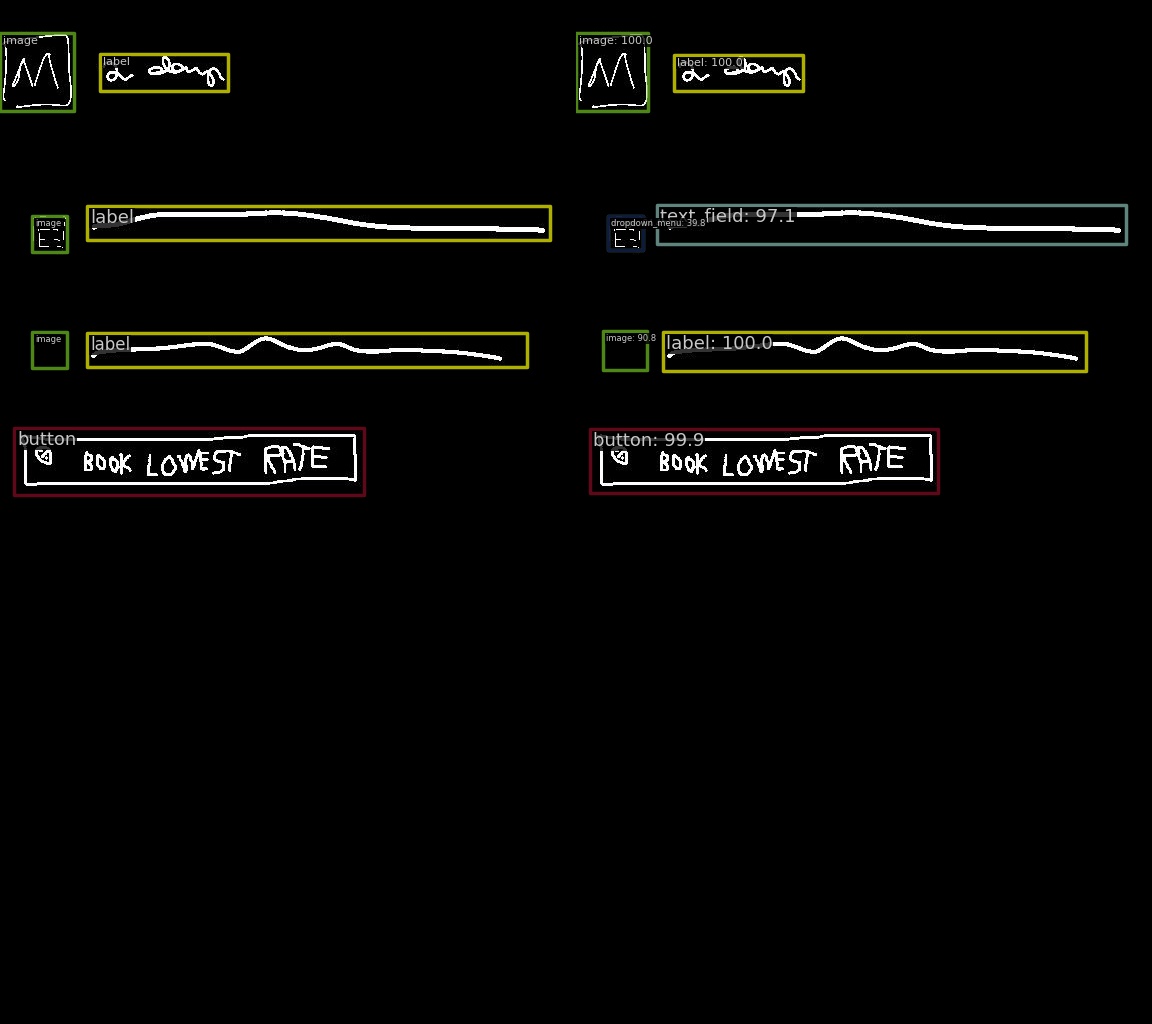 image image: 100.0
M M
label label: 100.0
a a
label text_field: 97.1
image dropdown_menu: 39.8
label label: 100.0
image image: 90.8
button button: 99.9
BOOK LOWEST RATE BOOK LOWEST RATE